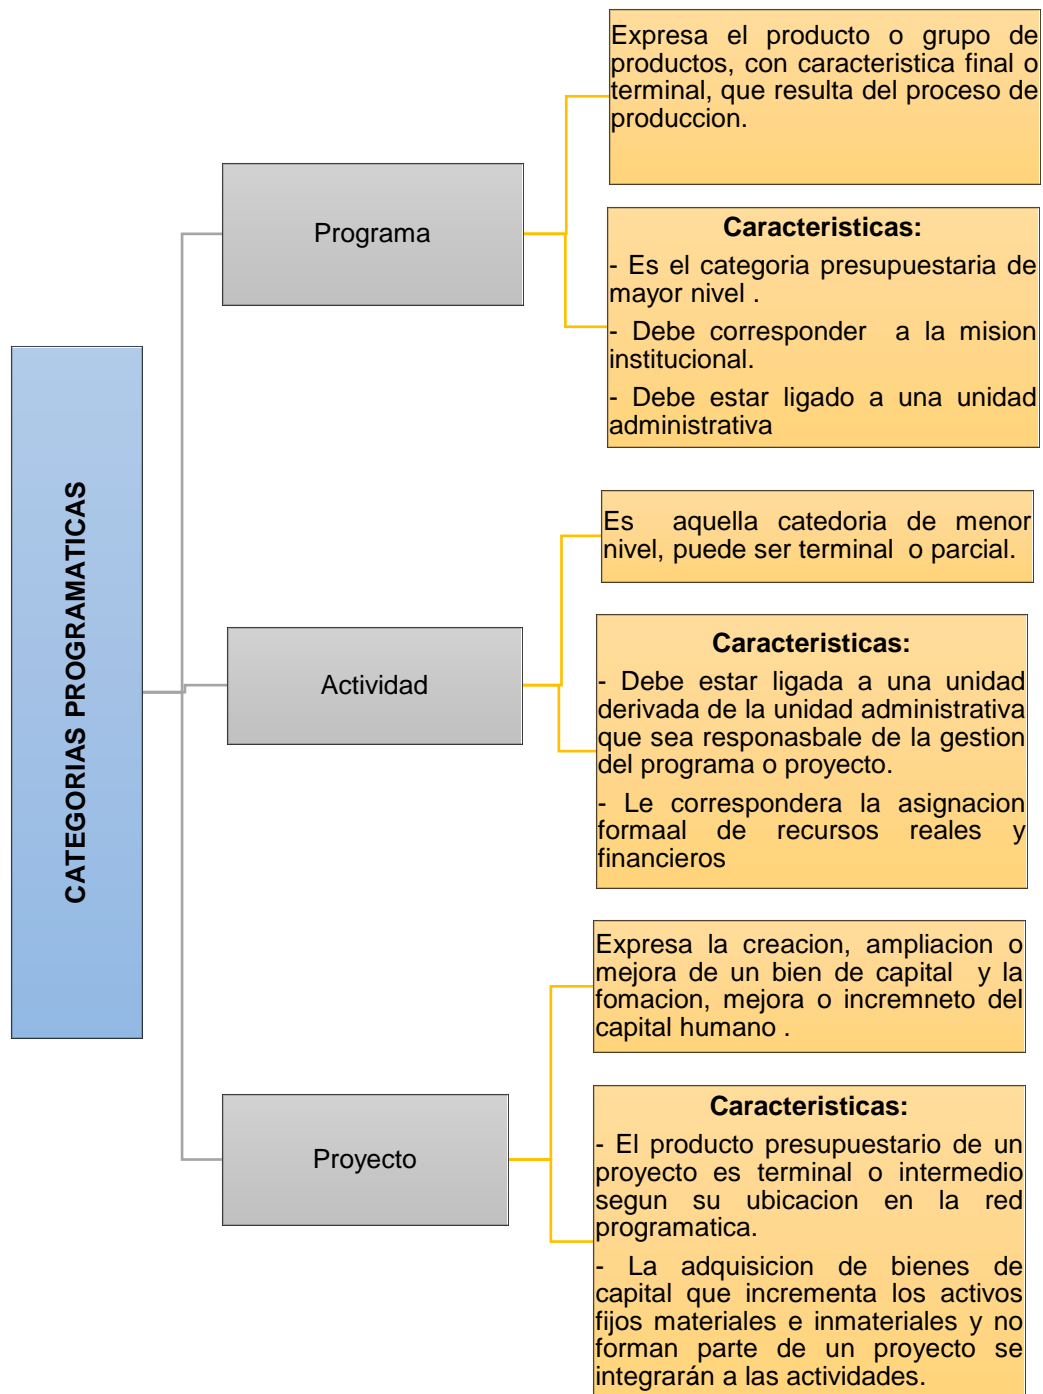 CATEGORIAS PROGRAMATICAS
Programa
Expresa el producto o grupo de
productos, con caracteristica final o
terminal, que resulta del proceso de
produccion.
Caracteristicas:
- Es el categoria presupuestaria de
mayor nivel .
- Debe corresponder a la mision
institucional.
- Debe estar ligado a una unidad
administrativa
Actividad
Es aquella catedoria de menor
nivel, puede ser terminal o parcial.
Caracteristicas:
- Debe estar ligada a una unidad
derivada de la unidad administrativa
que sea responasbale de la gestion
del programa o proyecto.
- Le correspondera la asignacion
formaal de recursos reales y
financieros
Proyecto
Expresa la creacion, ampliacion o
mejora de un bien de capital y la
fomacion, mejora o incremneto del
capital humano .
Caracteristicas:
- El producto presupuestario de un
proyecto es terminal o intermedio
segun su ubicacion en la red
programatica.
- La adquisicion de bienes de
capital que incrementa los activos
fijos materiales e inmateriales y no
forman parte de un proyecto se
integrarán a las actividades.